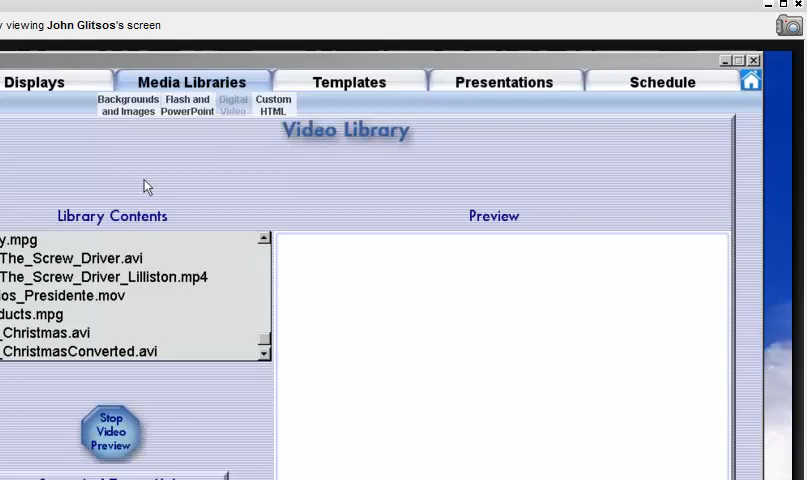 y viewing John Glitsos's screen
Displays
Media Libraries
Templates
Presentations
Schedule
Backgrounds and Images
Flash and PowerPoint
Digital Video
Custom HTML
Video Library
Library Contents
Preview
y.mpg
The_Screw_Driver.avi
The_Screw_Driver_Lilliston.mp4
ios_Presidente.mov
ducts.mpg
_Christmas.avi
_ChristmasConverted.avi
Stop
Video
Preview